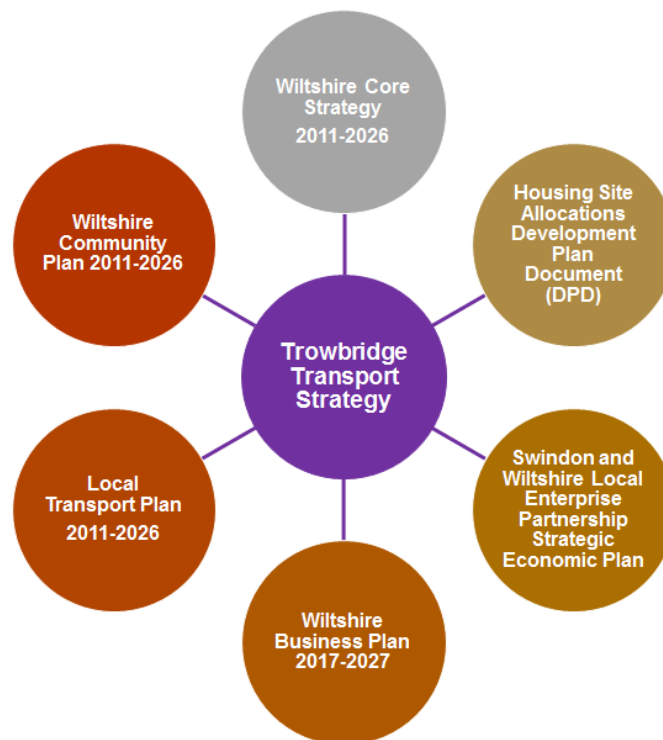 Wiltshire Core
Strategy
2011-2026
Housing Site
Allocations
Development
Plan
Document
(DPD)
Swindon and
Wiltshire Local
Enterprise
Partnership
Strategic
Economic Plan
Wiltshire
Business Plan
2017-2027
Local
Transport Plan
2011-2026
Wiltshire
Community
Plan 2011-2026
Trowbridge
Transport
Strategy